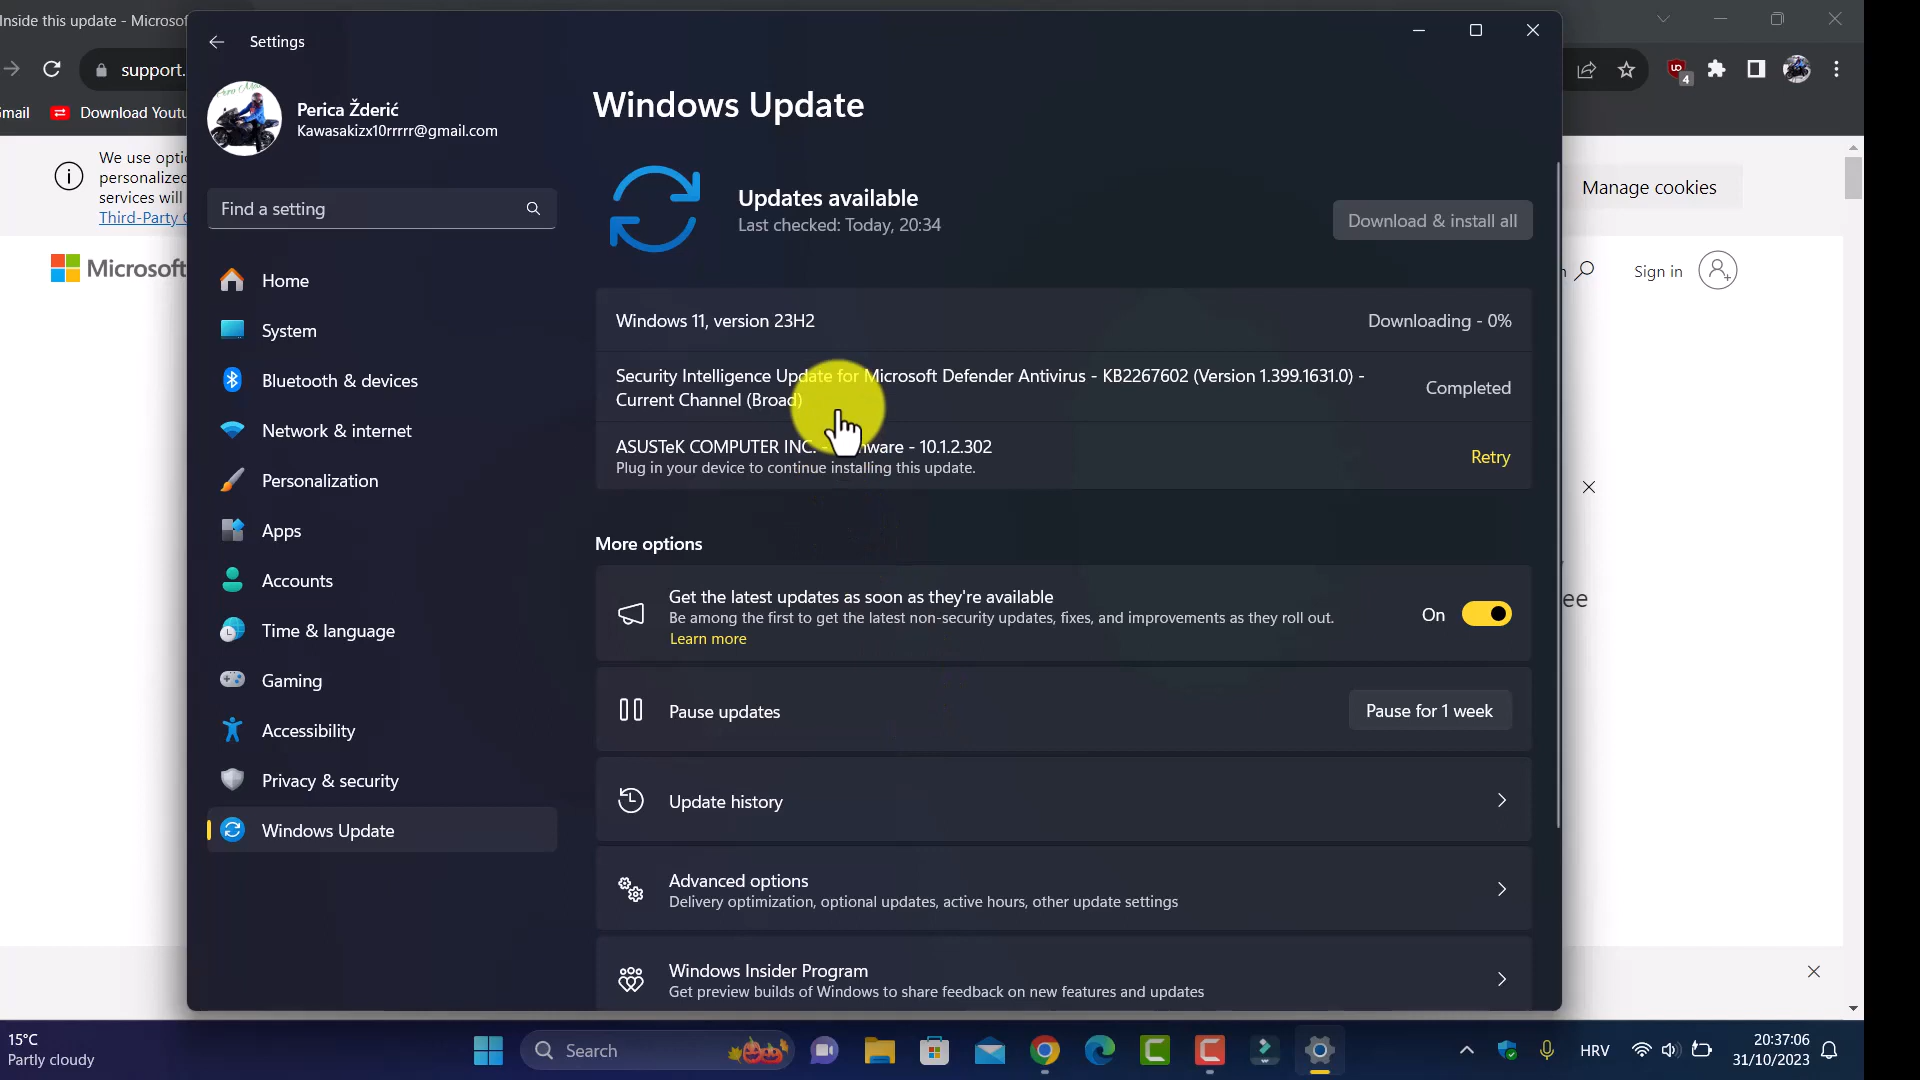 Inside this update - Microsof
support.
mail
Download Youtu
We use opti
personalized
services will
Third-Party C
Microsoft
Manage cookies
Sign in
ee
Settings
Perica Žderić
Kawasakizx10rrrrr@gmail.com
Find a setting
Home
System
Bluetooth & devices
Network & internet
Personalization
Apps
Accounts
Time & language
Gaming
Accessibility
Privacy & security
Windows Update
Windows Update
Updates available
Last checked: Today, 20:34
Download & install all
Windows 11, version 23H2
Downloading - 0%
Security Intelligence Update for Microsoft Defender Antivirus - KB2267602 (Version 1.399.1631.0) -
Current Channel (Broad)
Completed
ASUSTeK COMPUTER INC. - ware - 10.1.2.302
Plug in your device to continue installing this update.
Retry
More options
Get the latest updates as soon as they're available
Be among the first to get the latest non-security updates, fixes, and improvements as they roll out.
Learn more
On
Pause updates
Pause for 1 week
Update history
Advanced options
Delivery optimization, optional updates, active hours, other update settings
Windows Insider Program
Get preview builds of Windows to share feedback on new features and updates
15°C
Partly cloudy
Search
HRV
20:37:06
31/10/2023